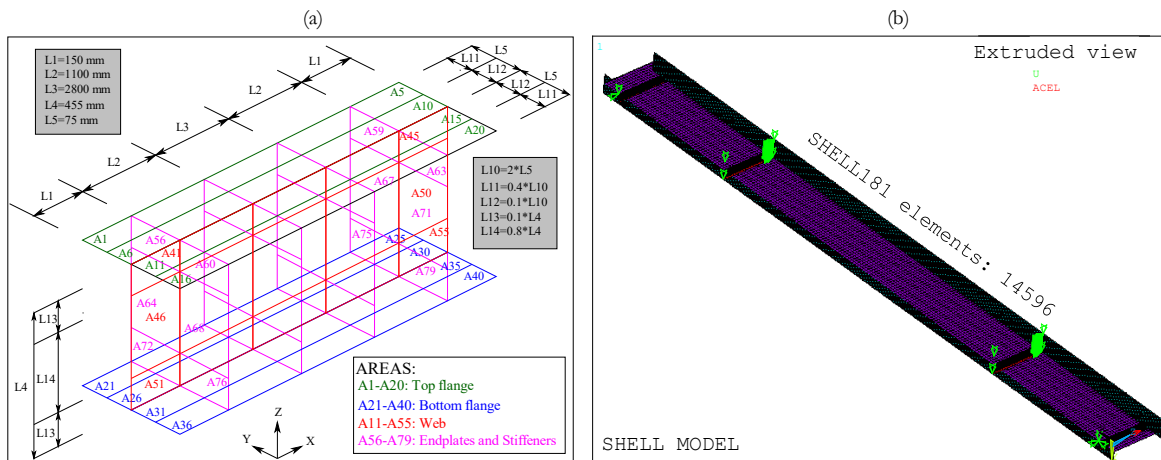 (a)
L1=150 mm
L2=1100 mm
L3=2800 mm
L4=455 mm
L5=75 mm
L1
L2
L3
L2
L1
L5
L5
L11
L12
L12
L11
A5
A10
A15
A20
A59
A45
A63
A67
A50
A71
A75
A55
A79
A1
A6
A11
A16
A56
A41
A60
A64
A46
A68
A72
A51
A76
A25
A30
A35
A40
A21
A26
A31
A36
L10=2*L5
L11=0.4*L10
L12=0.1*L10
L13=0.1*L4
L14=0.8*L4
L4
L13
L14
L13
Z
Y
X
AREAS:
A1-A20: Top flange
A21-A40: Bottom flange
A11-A55: Web
A56-A79: Endplates and Stiffeners
(b)
1
Extruded view
U
ACEL
SHELL181 elements: 14596
SHELL MODEL